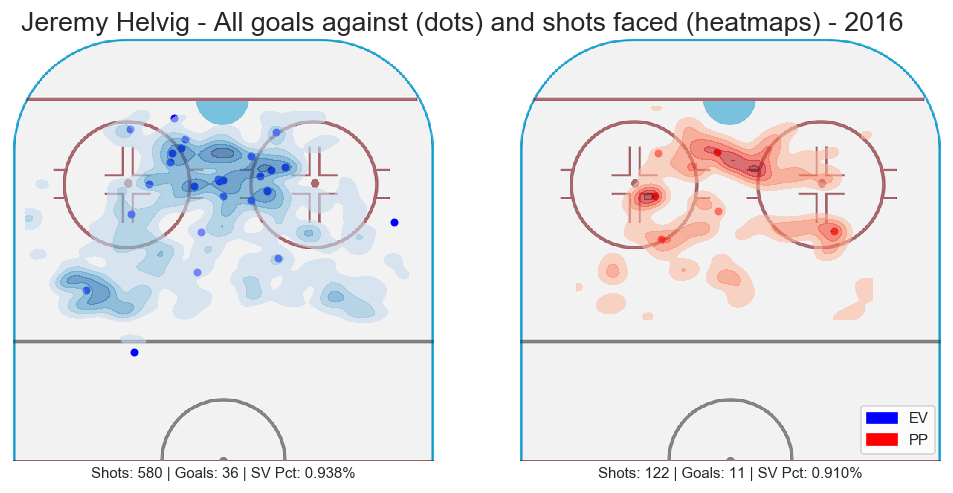 Jeremy Helvig - All goals against (dots) and shots faced (heatmaps) - 2016
EV
PP
Shots: 580 | Goals: 36 | SV Pct: 0.938%
Shots: 122 | Goals: 11 | SV Pct: 0.910%